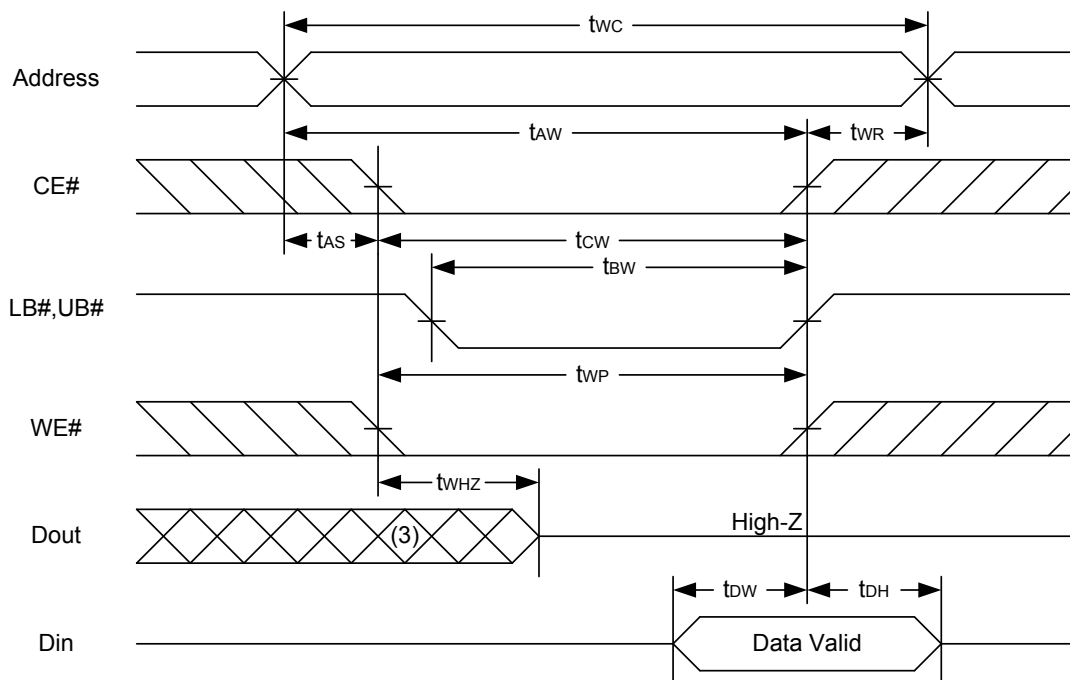 tWC
Address
tAW
tWR
CE#
tAS
tCW
tBW
LB#,UB#
tWP
WE#
tWHZ
Dout
(3)
High-Z
tDW
tDH
Din
Data Valid